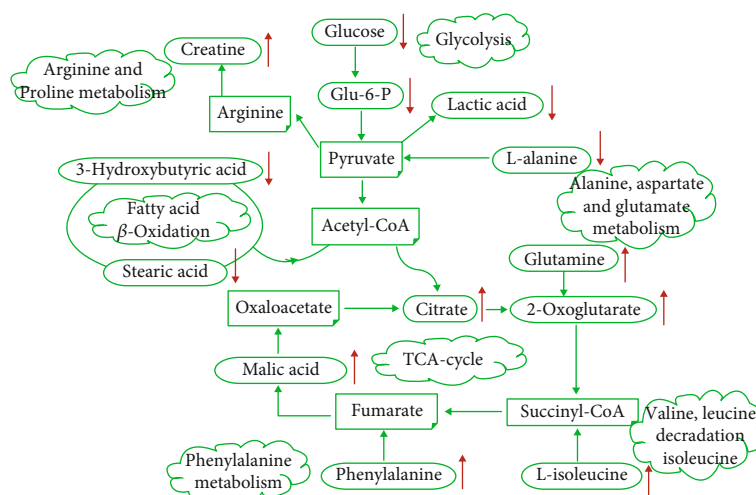 Glucose
Glycolysis
Creatine
Arginine and
Proline metabolism
Glu-6-P
Lactic acid
Arginine
Pyruvate
L-alanine
3-Hydroxybutyric acid
Alanine, aspartate
and glutamate
metabolism
Fatty acid
β-Oxidation
Acetyl-CoA
Stearic acid
Glutamine
Oxaloacetate
Citrate
2-Oxoglutarate
Malic acid
TCA-cycle
Fumarate
Succinyl-CoA
Valine, leucine
decradation
isoleucine
Phenylalanine
metabolism
Phenylalanine
L-isoleucine